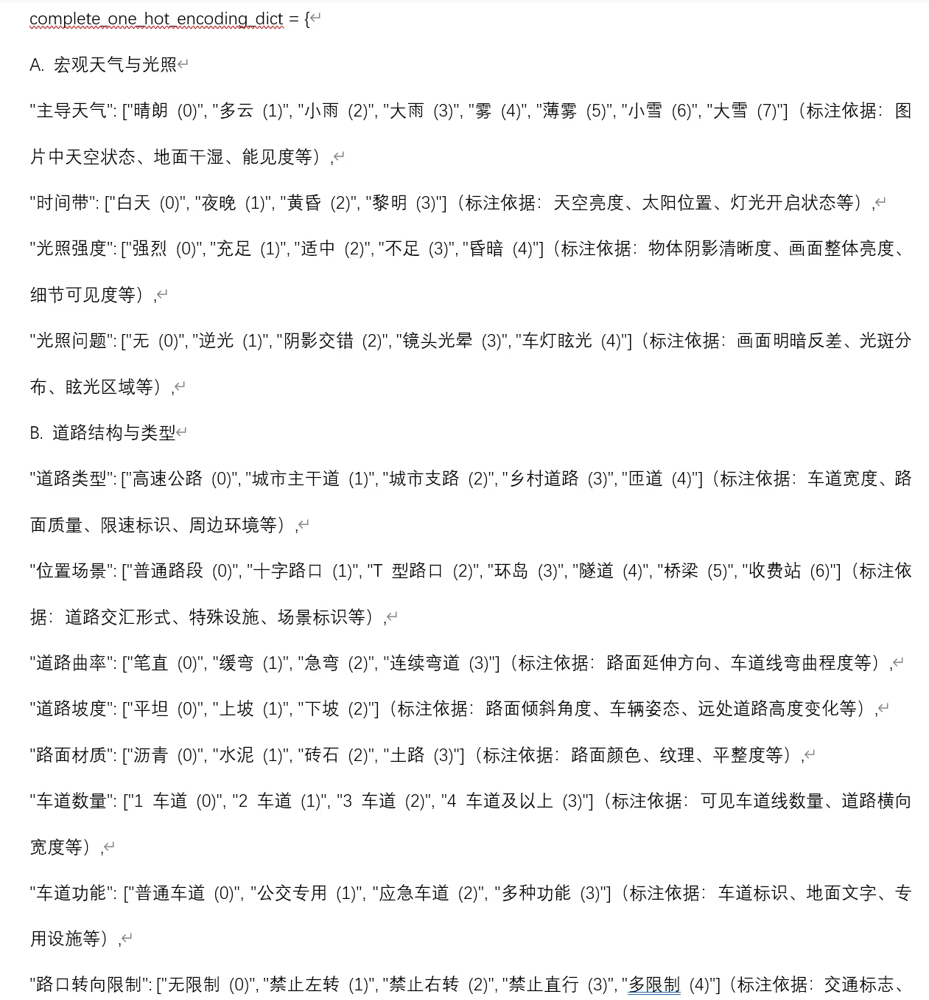 complete_one_hot_encoding_dict = {↵
A. 宏观天气与光照↵
"主导天气": ["晴朗 (0)", "多云 (1)", "小雨 (2)", "大雨 (3)", "雾 (4)", "薄雾 (5)", "小雪 (6)", "大雪 (7)"]（标注依据：图
片中天空状态、地面干湿、能见度等）,↵
"时间带": ["白天 (0)", "夜晚 (1)", "黄昏 (2)", "黎明 (3)"]（标注依据：天空亮度、太阳位置、灯光开启状态等）,↵
"光照强度": ["强烈 (0)", "充足 (1)", "适中 (2)", "不足 (3)", "昏暗 (4)"]（标注依据：物体阴影清晰度、画面整体亮度、
细节可见度等）,↵
"光照问题": ["无 (0)", "逆光 (1)", "阴影交错 (2)", "镜头光晕 (3)", "车灯眩光 (4)"]（标注依据：画面明暗反差、光斑分
布、眩光区域等）,↵
B. 道路结构与类型↵
"道路类型": ["高速公路 (0)", "城市主干道 (1)", "城市支路 (2)", "乡村道路 (3)", "匝道 (4)"]（标注依据：车道宽度、路
面质量、限速标识、周边环境等）,↵
"位置场景": ["普通路段 (0)", "十字路口 (1)", "T 型路口 (2)", "环岛 (3)", "隧道 (4)", "桥梁 (5)", "收费站 (6)"]（标注依
据：道路交汇形式、特殊设施、场景标识等）,↵
"道路曲率": ["笔直 (0)", "缓弯 (1)", "急弯 (2)", "连续弯道 (3)"]（标注依据：路面延伸方向、车道线弯曲程度等）,↵
"道路坡度": ["平坦 (0)", "上坡 (1)", "下坡 (2)"]（标注依据：路面倾斜角度、车辆姿态、远处道路高度变化等）,↵
"路面材质": ["沥青 (0)", "水泥 (1)", "砖石 (2)", "土路 (3)"]（标注依据：路面颜色、纹理、平整度等）,↵
"车道数量": ["1 车道 (0)", "2 车道 (1)", "3 车道 (2)", "4 车道及以上 (3)"]（标注依据：可见车道线数量、道路横向
宽度等）,↵
"车道功能": ["普通车道 (0)", "公交专用 (1)", "应急车道 (2)", "多种功能 (3)"]（标注依据：车道标识、地面文字、专
用设施等）,↵
"路口转向限制": ["无限制 (0)", "禁止左转 (1)", "禁止右转 (2)", "禁止直行 (3)", "多限制 (4)"]（标注依据：交通标志、